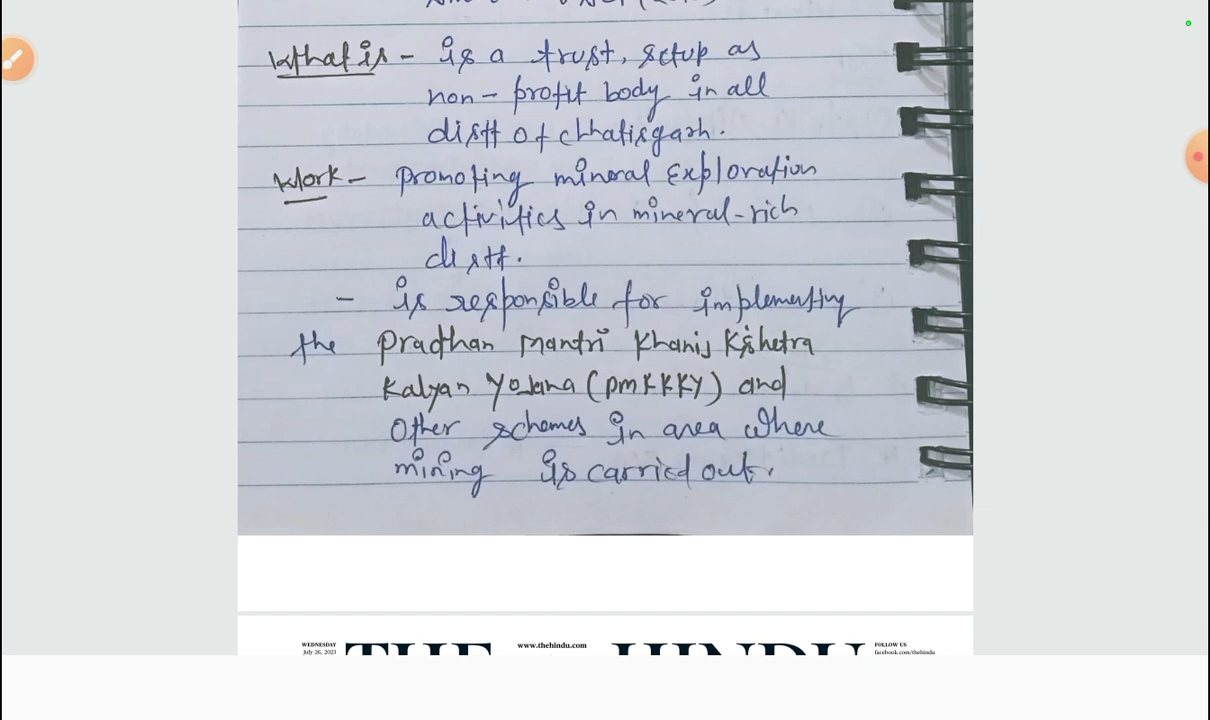 What is - is a trust, setup as
non - profit body in all
distt of chhatisgarh.
Work - promoting mineral Exploration
activities in mineral-rich
distt.
- is responsible for implementing
the Pradhan Mantri Khanij Kshetra
Kalyan Yojana (PMKKKY) and
Other schemes in area where
mining is carried out.
WEDNESDAY
July 26, 2023
THE HINDU
www.thehindu.com
FOLLOW US
facebook.com/thehindu